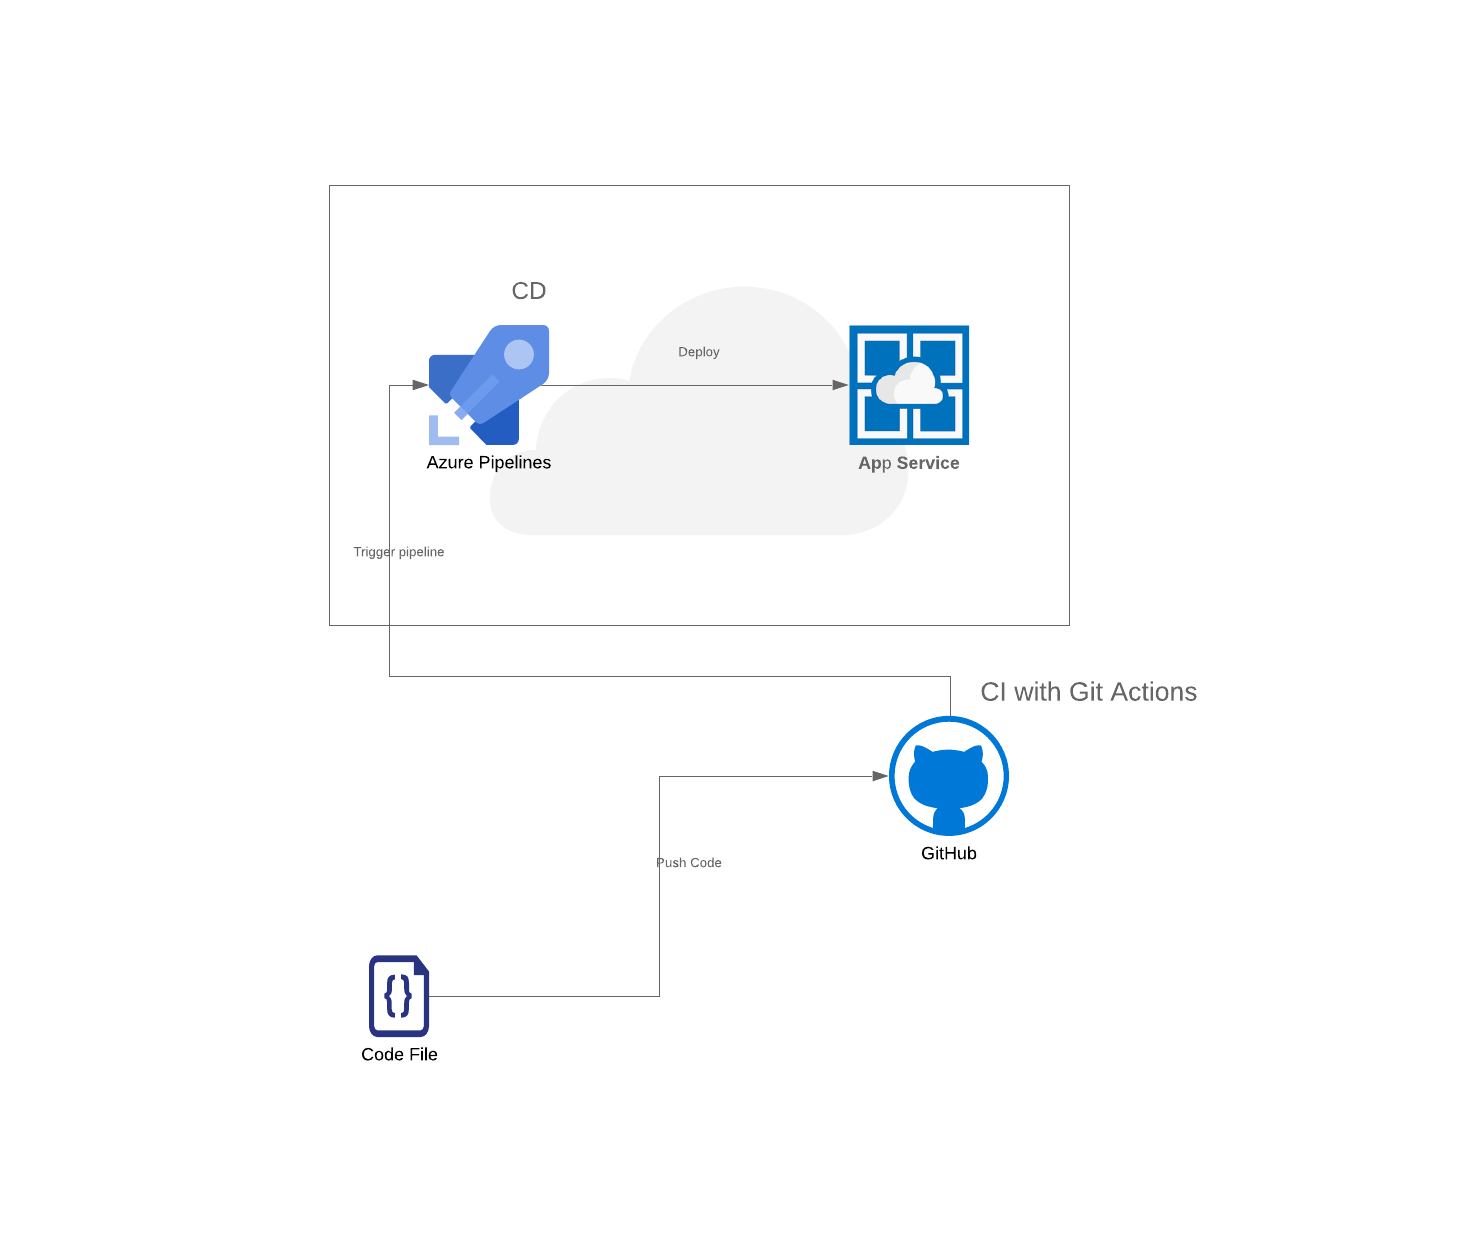 CD
Deploy
Azure Pipelines
App Service
Trigger pipeline
CI with Git Actions
GitHub
Push Code
{}
Code File